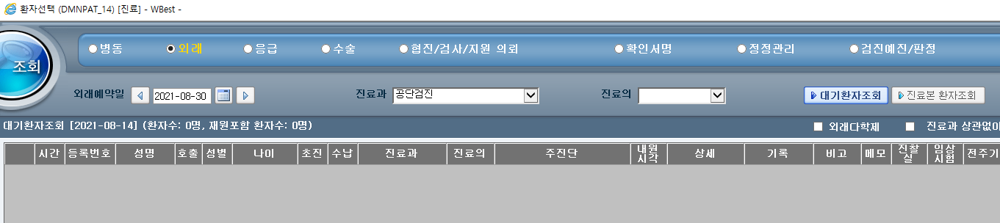 환자선택 (DMNPAT_14) [진료] - WBest -
조회
병동 외래 응급 수술 협진/검사/지원 의뢰 확인서명 정정관리 검진예진/판정
외래예약일 2021-08-30 진료과 공단검진 진료의 대기환자조회 진료본 환자조회
대기환자조회 [2021-08-14] (환자수: 0명, 재원포함 환자수: 0명) 외래다학제 진료과 상관없이
시간 등록번호 성명 호출 성별 나이 초진 수납 진료과 진료의 주진단 내원시각 상세 기록 비고 메모 진찰실 임상시험 전주기